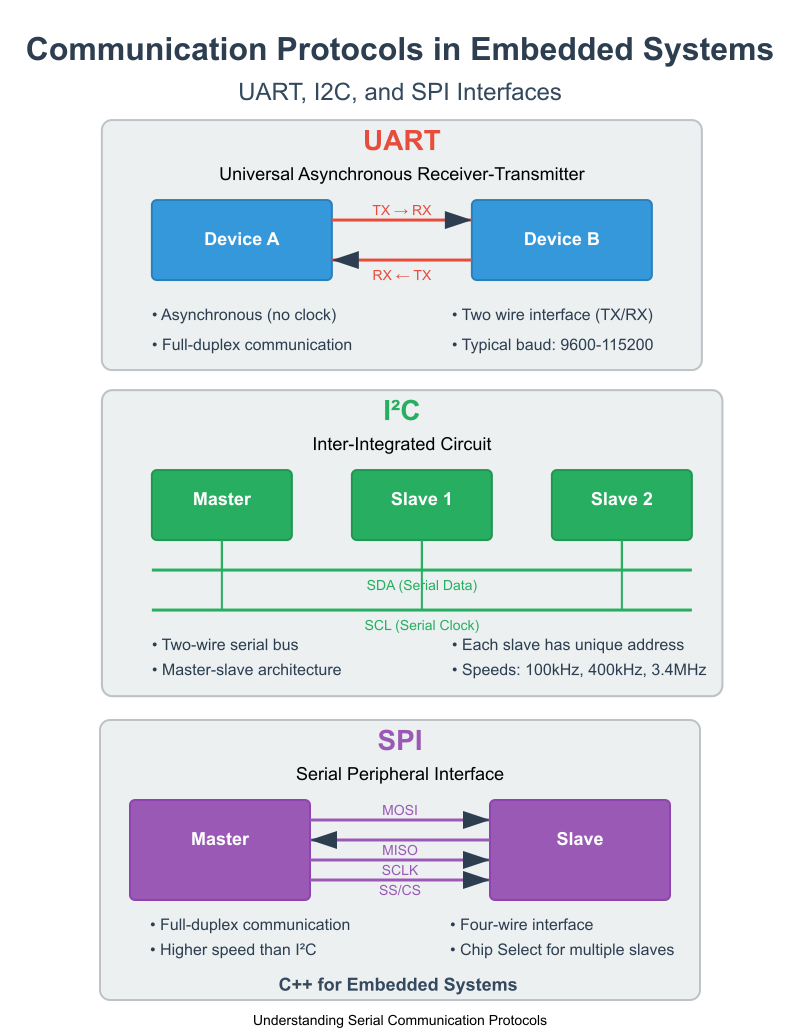 Communication Protocols in Embedded Systems
UART, I2C, and SPI Interfaces
UART
Universal Asynchronous Receiver-Transmitter
Device A
TX → RX
RX ← TX
Device B
• Asynchronous (no clock)
• Full-duplex communication
• Two wire interface (TX/RX)
• Typical baud: 9600-115200
I²C
Inter-Integrated Circuit
Master
Slave 1
Slave 2
SDA (Serial Data)
SCL (Serial Clock)
• Two-wire serial bus
• Master-slave architecture
• Each slave has unique address
• Speeds: 100kHz, 400kHz, 3.4MHz
SPI
Serial Peripheral Interface
Master
MOSI
MISO
SCLK
SS/CS
Slave
• Full-duplex communication
• Higher speed than I²C
• Four-wire interface
• Chip Select for multiple slaves
C++ for Embedded Systems
Understanding Serial Communication Protocols